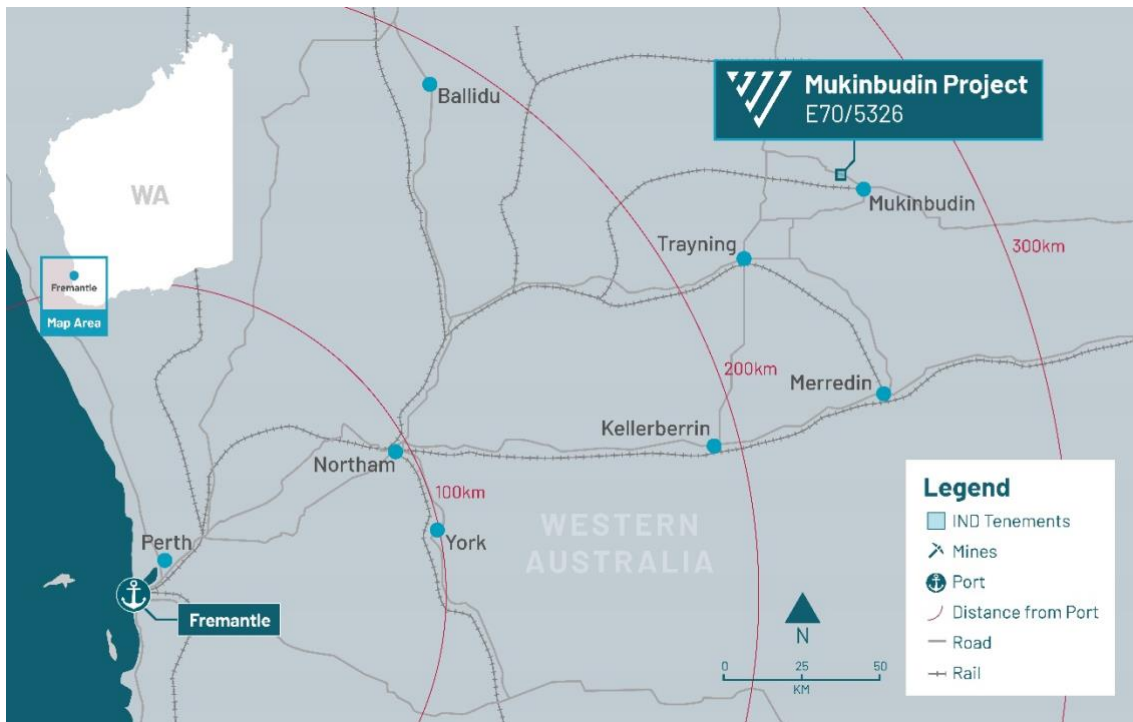 Mukinbudin Project
E70/5326
Ballidu
WA
Mukinbudin
Trayning
300km
Fremantle
Map Area
200km
Merredin
Kellerberrin
Northam
100km
York
WESTERN
AUSTRALIA
Perth
Fremantle
N
0 25 50
KM
Legend
IND Tenements
Mines
Port
Distance from Port
Road
Rail